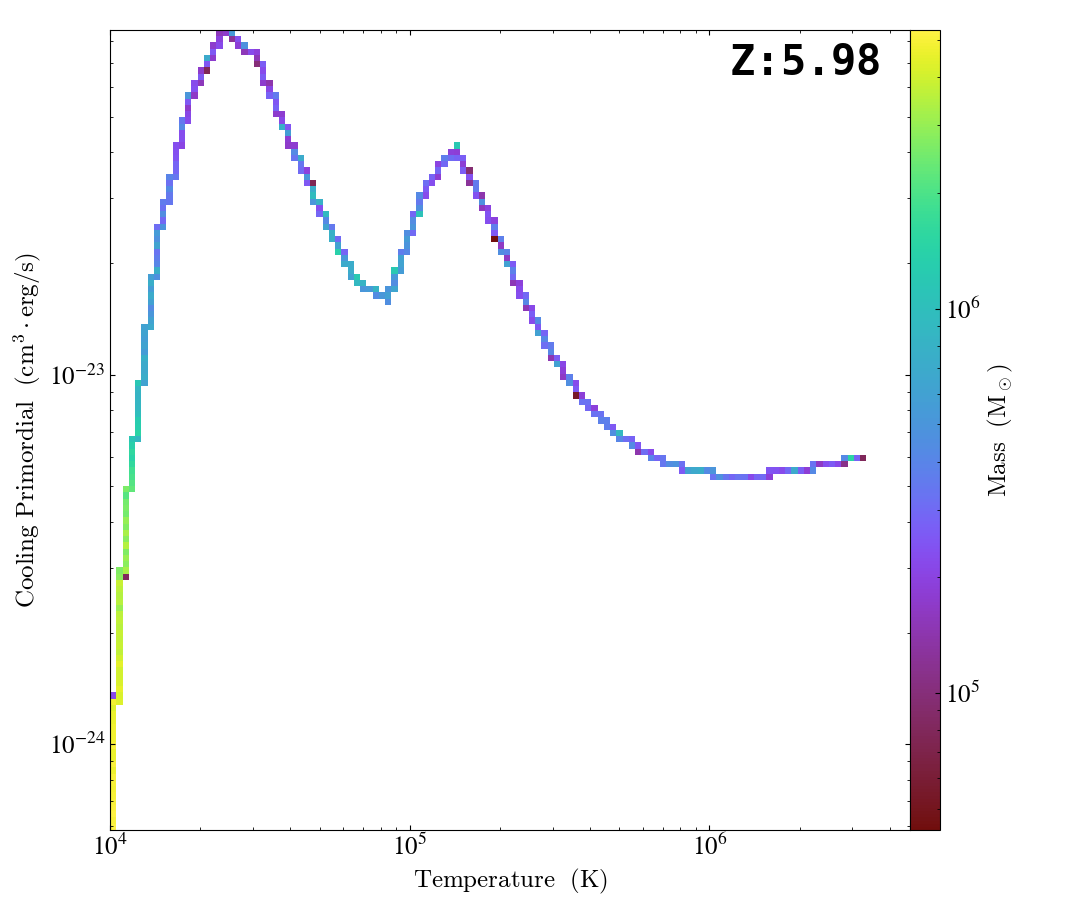 Z:5.98
Cooling Primordial (cm³ · erg/s)
10⁻²³
10⁻²⁴
10⁴
10⁵
10⁶
Temperature (K)
10⁶
10⁵
Mass (M⊙)